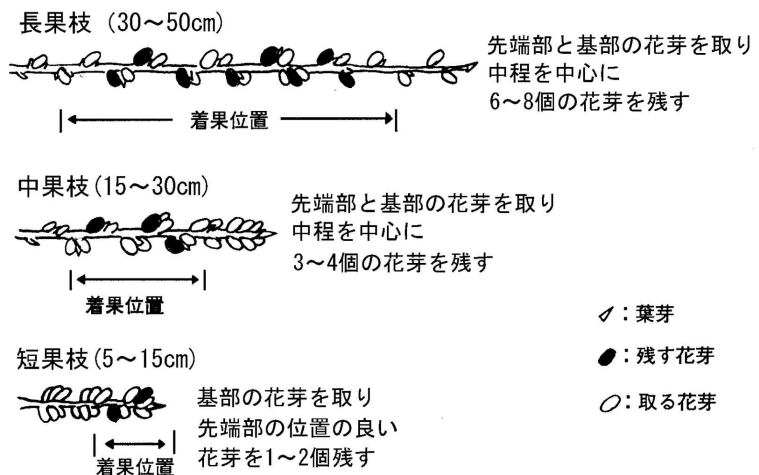 長果枝 (30～50cm)
先端部と基部の花芽を取り
中程を中心に
6～8個の花芽を残す
着果位置
中果枝(15～30cm)
先端部と基部の花芽を取り
中程を中心に
3～4個の花芽を残す
着果位置
短果枝(5～15cm)
基部の花芽を取り
先端部の位置の良い
花芽を1～2個残す
着果位置
：葉芽
：残す花芽
：取る花芽